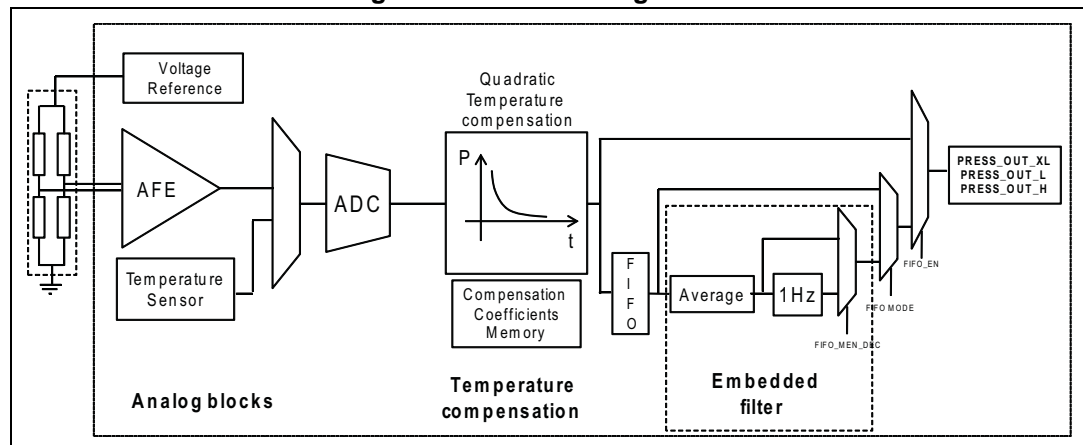 Voltage
Reference
AFE
Temperature
Sensor
ADC
Quadratic
Temperature
compensation
P
t
Compensation
Coefficients
Memory
F
I
F
O
Average
1Hz
FIFO_MEN_DEC
FIFO MODE
FIFO_EN
PRESS_OUT_XL
PRESS_OUT_L
PRESS_OUT_H
Analog blocks
Temperature
compensation
Embedded
filter